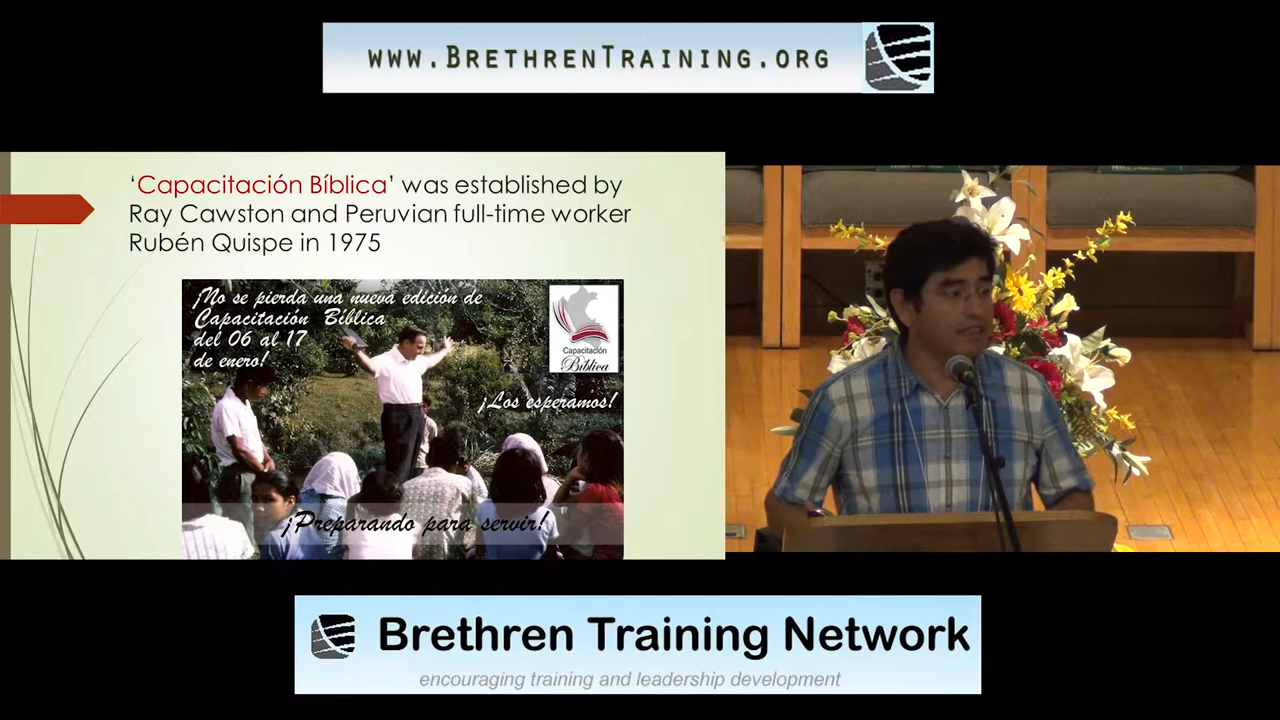 www.BrethrenTraining.org
‘Capacitación Bíblica’ was established by
Ray Cawston and Peruvian full-time worker
Rubén Quispe in 1975
¡No se pierda una nueva edición de
Capacitación Bíblica
del 06 al 17
de enero!
Capacitación
Bíblica
¡Los esperamos!
¡Preparando para servir!
Brethren Training Network
encouraging training and leadership development